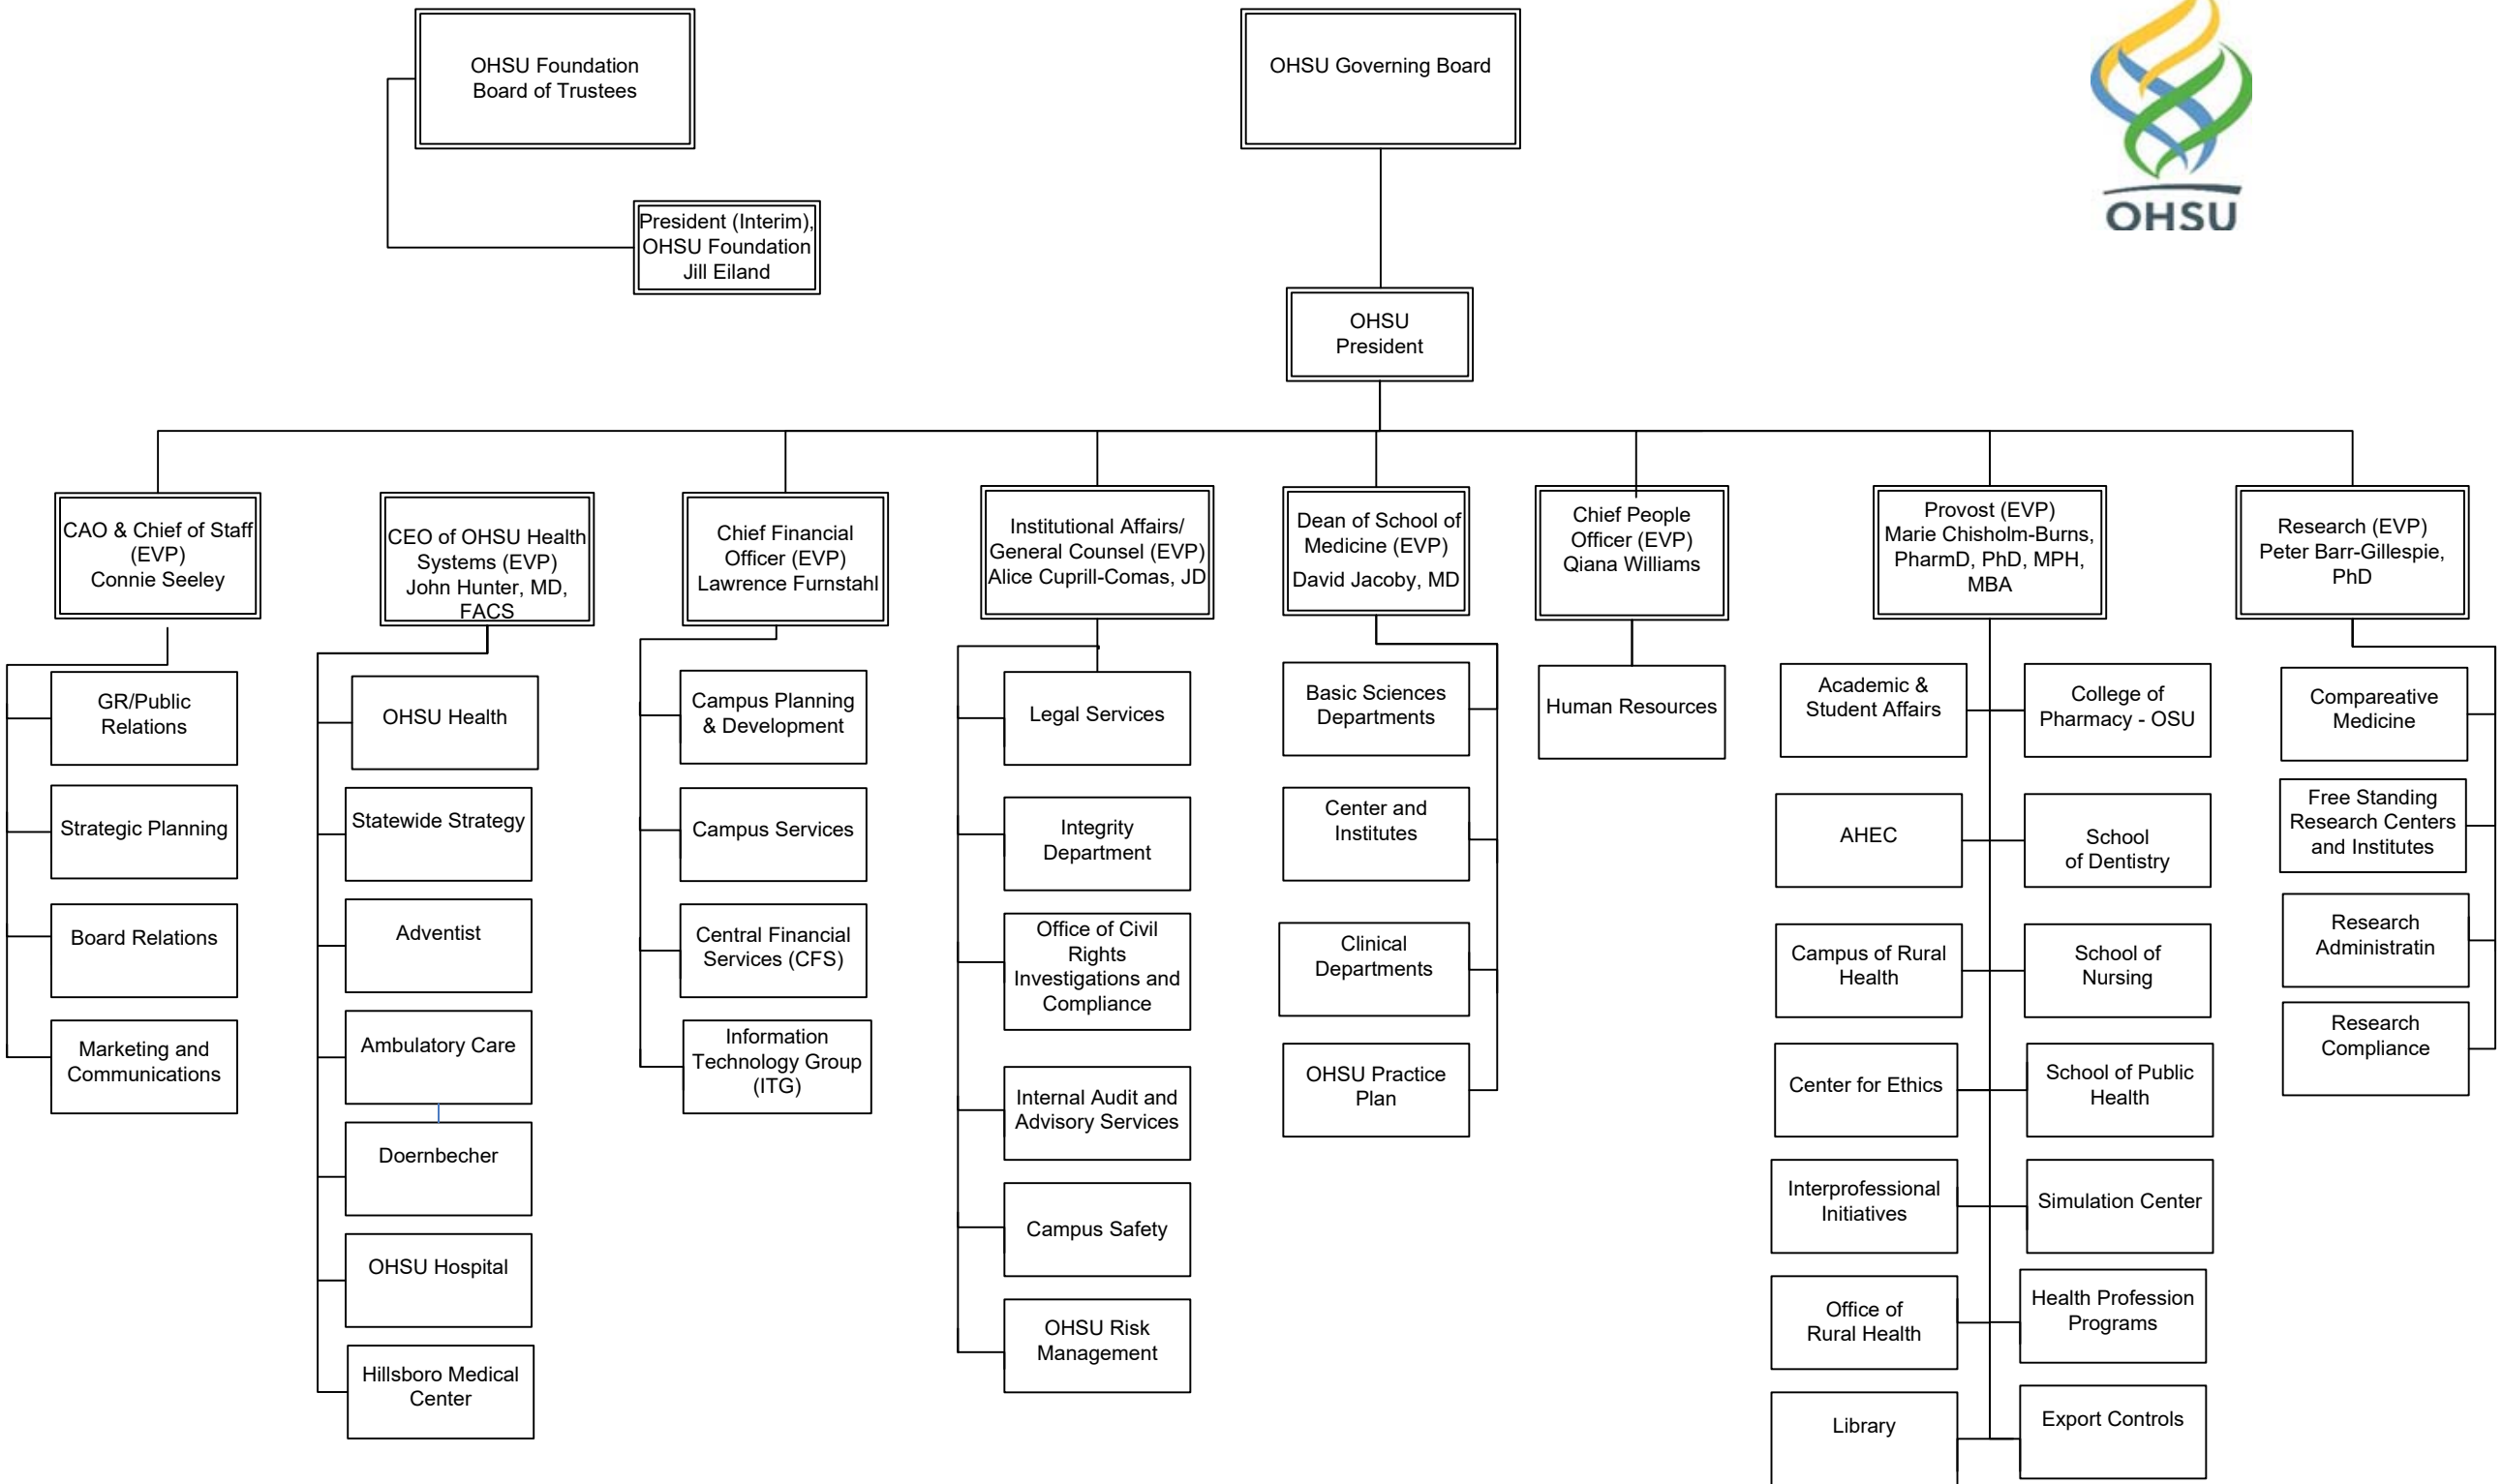 OHSU Foundation
Board of Trustees
OHSU Governing Board
OHSU
President (Interim),
OHSU Foundation
Jill Eiland
OHSU
President
CAO & Chief of Staff
(EVP)
Connie Seeley
CEO of OHSU Health
Systems (EVP)
John Hunter, MD,
FACS
Chief Financial
Officer (EVP)
Lawrence Furnstahl
Institutional Affairs/
General Counsel (EVP)
Alice Cuprill-Comas, JD
Dean of School of
Medicine (EVP)
David Jacoby, MD
Chief People
Officer (EVP)
Qiana Williams
Provost (EVP)
Marie Chisholm-Burns,
PharmD, PhD, MPH,
MBA
Research (EVP)
Peter Barr-Gillespie,
PhD
GR/Public
Relations
Strategic Planning
Board Relations
Marketing and
Communications
OHSU Health
Statewide Strategy
Adventist
Ambulatory Care
Doernbecher
OHSU Hospital
Hillsboro Medical
Center
Campus Planning
& Development
Campus Services
Central Financial
Services (CFS)
Information
Technology Group
(ITG)
Legal Services
Integrity
Department
Office of Civil
Rights
Investigations and
Compliance
Internal Audit and
Advisory Services
Campus Safety
OHSU Risk
Management
Basic Sciences
Departments
Center and
Institutes
Clinical
Departments
OHSU Practice
Plan
Human Resources
Academic &
Student Affairs
AHEC
Campus of Rural
Health
Center for Ethics
Interprofessional
Initiatives
Office of
Rural Health
Library
College of
Pharmacy - OSU
School
of Dentistry
School of
Nursing
School of Public
Health
Simulation Center
Health Profession
Programs
Export Controls
Compareative
Medicine
Free Standing
Research Centers
and Institutes
Research
Administratin
Research
Compliance